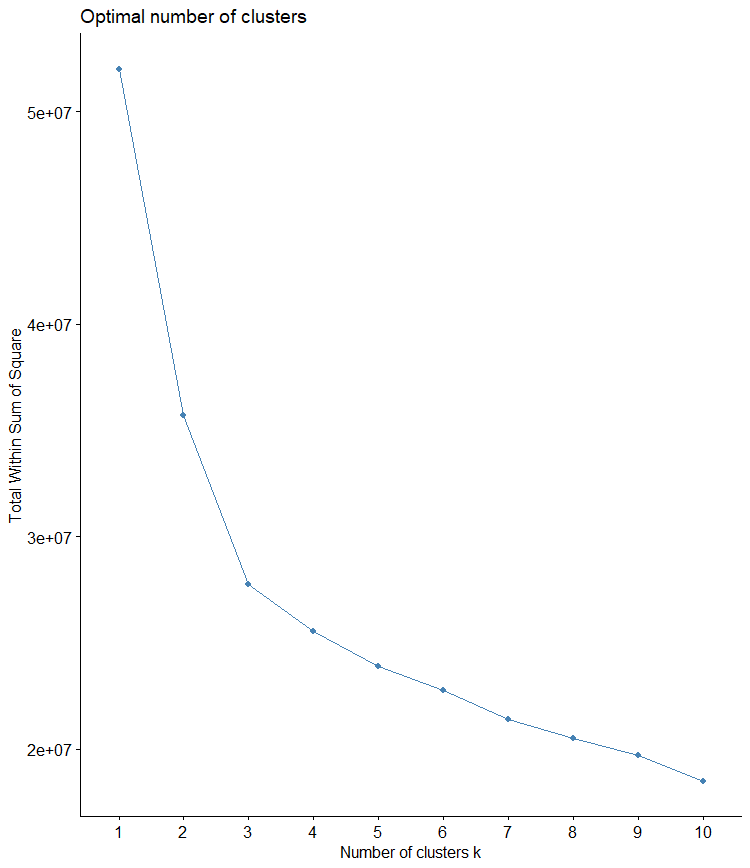 Optimal number of clusters
Total Within Sum of Square
5e+07
4e+07
3e+07
2e+07
1 2 3 4 5 6 7 8 9 10
Number of clusters k